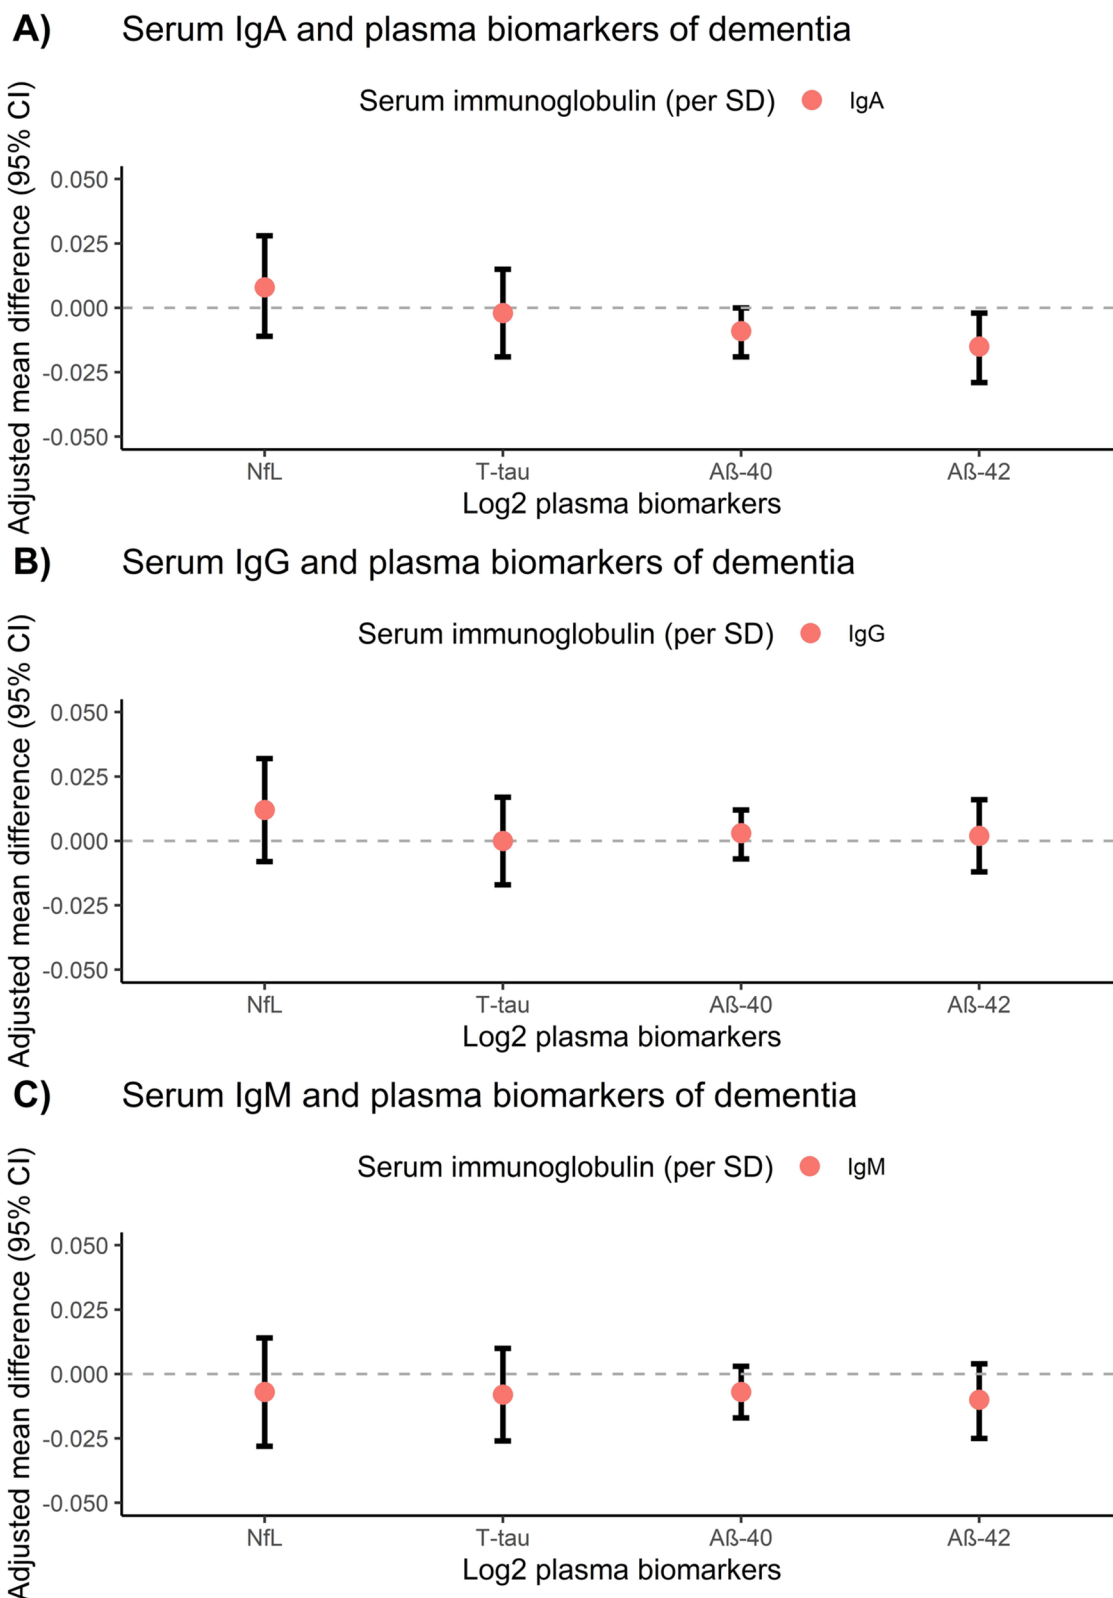 A) Serum IgA and plasma biomarkers of dementia
Serum immunoglobulin (per SD) IgA
Adjusted mean difference (95% CI)
0.050
0.025
0.000
-0.025
-0.050
NfL T-tau Aß-40 Aß-42
Log2 plasma biomarkers
B) Serum IgG and plasma biomarkers of dementia
Serum immunoglobulin (per SD) IgG
Adjusted mean difference (95% CI)
0.050
0.025
0.000
-0.025
-0.050
NfL T-tau Aß-40 Aß-42
Log2 plasma biomarkers
C) Serum IgM and plasma biomarkers of dementia
Serum immunoglobulin (per SD) IgM
Adjusted mean difference (95% CI)
0.050
0.025
0.000
-0.025
-0.050
NfL T-tau Aß-40 Aß-42
Log2 plasma biomarkers